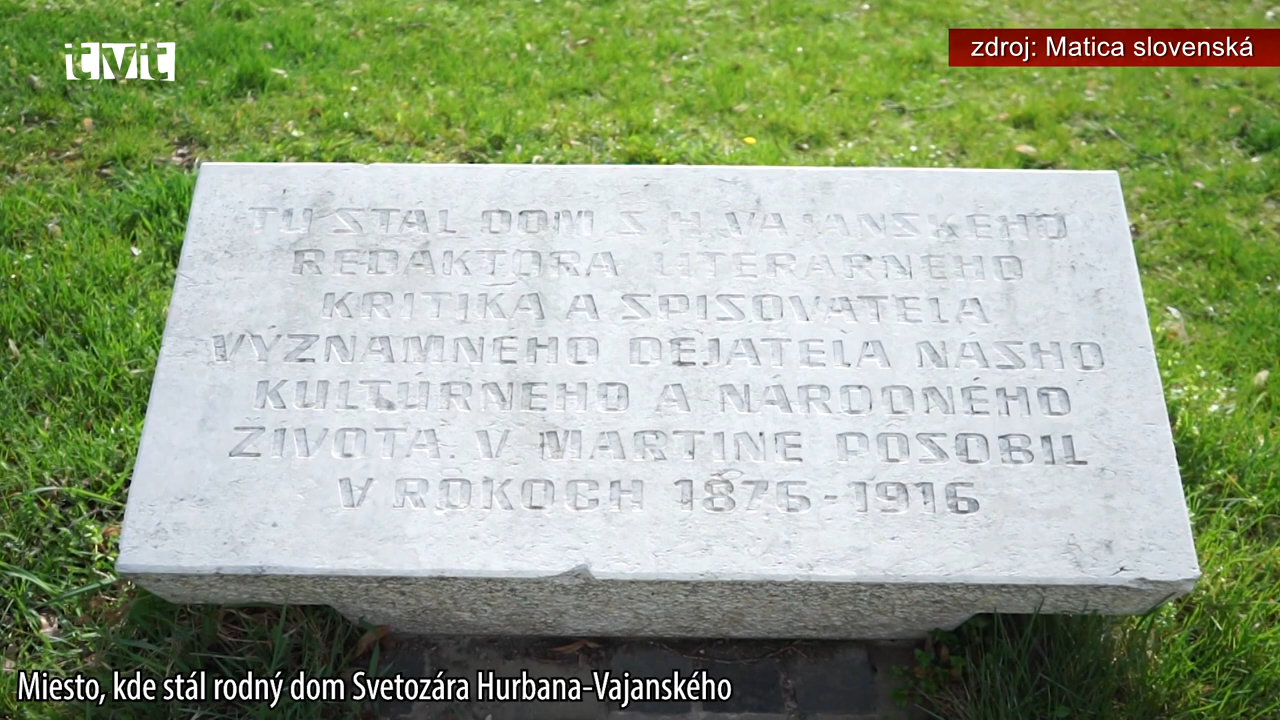 tvit
zdroj: Matica slovenská
TU STÁL DOM S. H. VAJANSKÉHO
REDAKTORA LITERÁRNEHO
KRITIKA A SPISOVATEĽA
VÝZNAMNÉHO DEJATEĽA NÁŠHO
KULTÚRNEHO A NÁRODNÉHO
ŽIVOTA. V MARTINE PÔSOBIL
V ROKOCH 1876-1916
Miesto, kde stál rodný dom Svetozára Hurbana-Vajanského